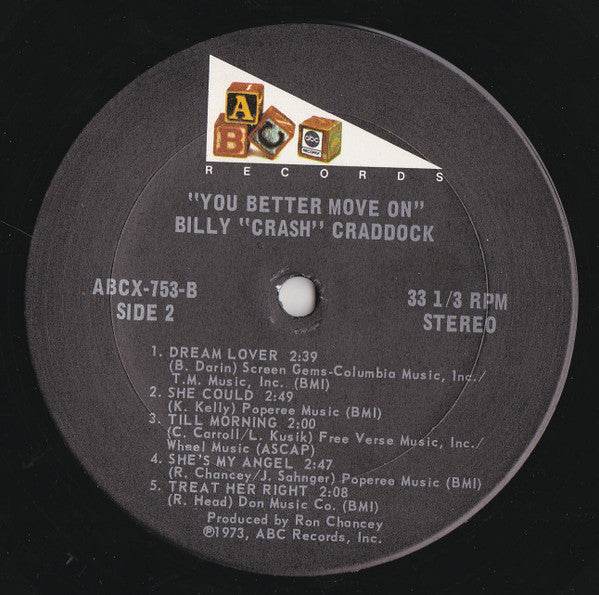 A
B C abc
RECORDS
RECORDS
"YOU BETTER MOVE ON"
BILLY "CRASH" CRADDOCK
ABCX-753-B
SIDE 2
33 1/3 RPM
STEREO
1. DREAM LOVER 2:39
(B. Darin) Screen Gems-Columbia Music, Inc./
T.M. Music, Inc. (BMI)
2. SHE COULD 2:49
(K. Kelly) Poperee Music (BMI)
3. TILL MORNING 2:00
(C. Carroll/L. Kusik) Free Verse Music, Inc./
Wheel Music (ASCAP)
4. SHE'S MY ANGEL 2:47
(R. Chancey/J. Sahnger) Poperee Music (BMI)
5. TREAT HER RIGHT 2:08
(R. Head) Don Music Co. (BMI)
Produced by Ron Chancey
℗1973, ABC Records, Inc.